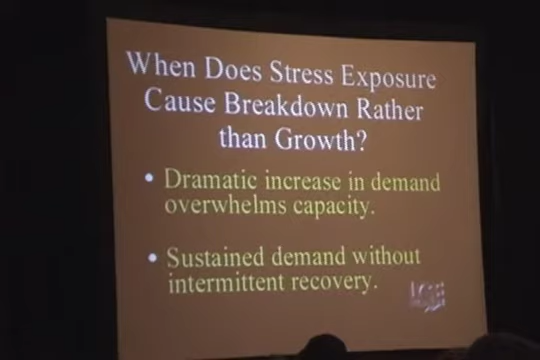 When Does Stress Exposure
Cause Breakdown Rather
than Growth?
• Dramatic increase in demand
overwhelms capacity.
• Sustained demand without
intermittent recovery.